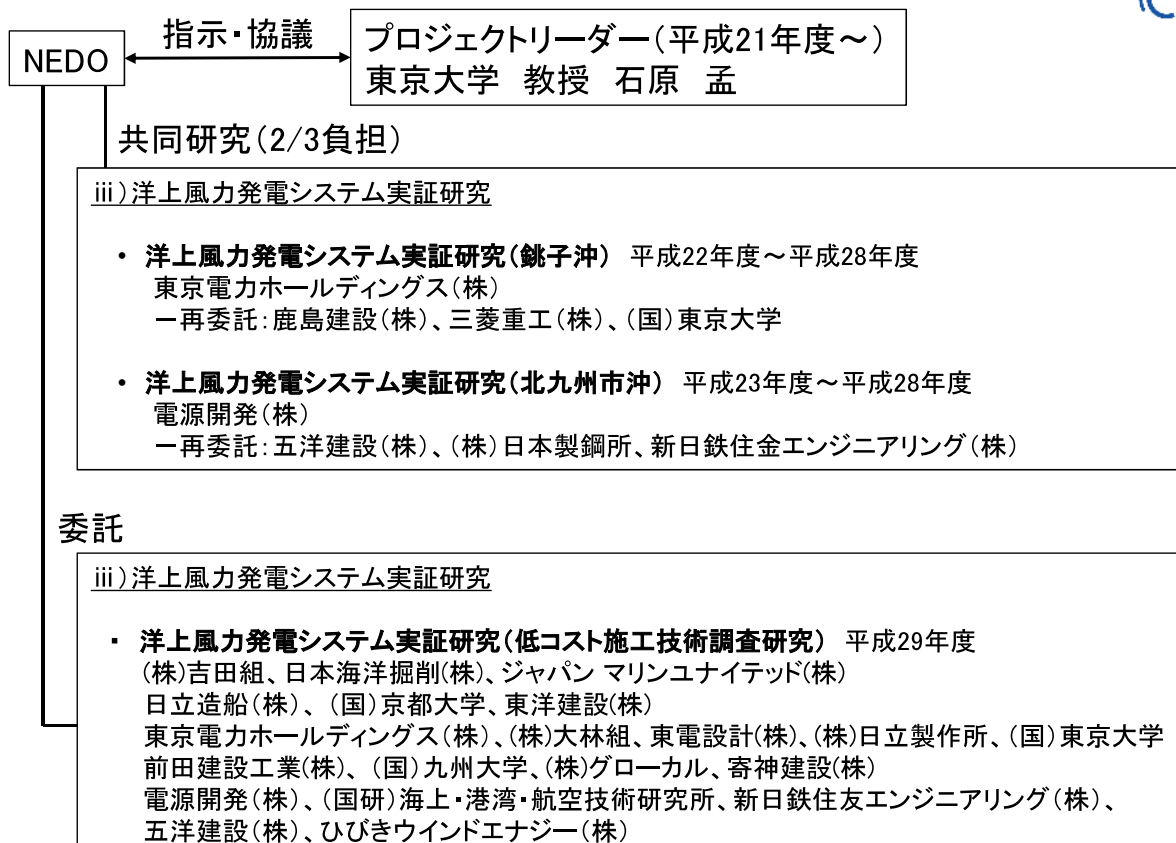 NEDO
指示・協議
プロジェクトリーダー(平成21年度～)
東京大学 教授 石原 孟
共同研究(2/3負担)
ⅲ)洋上風力発電システム実証研究
・ 洋上風力発電システム実証研究(銚子沖) 平成22年度～平成28年度
東京電力ホールディングス(株)
ー再委託:鹿島建設(株)、三菱重工(株)、(国)東京大学
・ 洋上風力発電システム実証研究(北九州市沖) 平成23年度～平成28年度
電源開発(株)
ー再委託:五洋建設(株)、(株)日本製鋼所、新日鉄住金エンジニアリング(株)
委託
ⅲ)洋上風力発電システム実証研究
・ 洋上風力発電システム実証研究(低コスト施工技術調査研究) 平成29年度
(株)吉田組、日本海洋掘削(株)、ジャパン マリンユナイテッド(株)
日立造船(株)、(国)京都大学、東洋建設(株)
東京電力ホールディングス(株)、(株)大林組、東電設計(株)、(株)日立製作所、(国)東京大学
前田建設工業(株)、(国)九州大学、(株)グローカル、寄神建設(株)
電源開発(株)、(国研)海上・港湾・航空技術研究所、新日鉄住友エンジニアリング(株)、
五洋建設(株)、ひびきウインドエナジー(株)